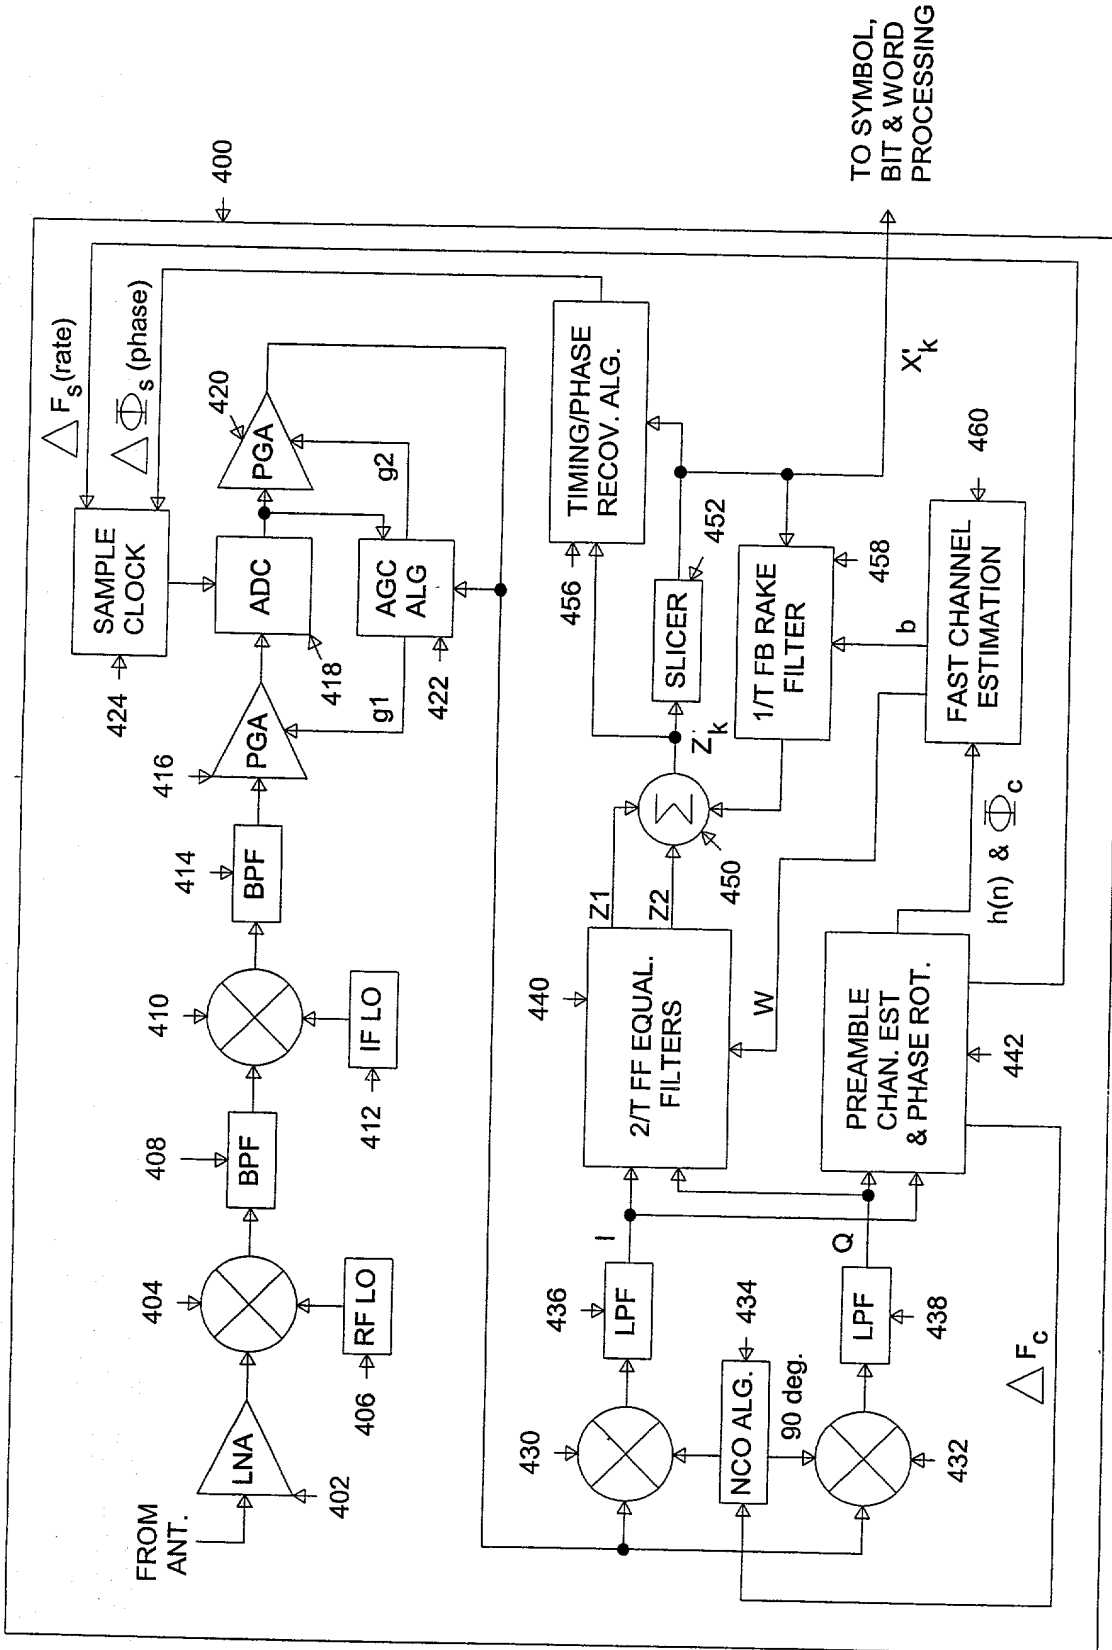 400
FROM
ANT.
LNA
402
404
RF LO
406
408
BPF
410
IF LO
412
414
BPF
416
PGA
g1
SAMPLE
CLOCK
424
ADC
418
AGC
ALG
422
PGA
420
g2
△ Fs (rate)
△ Φs (phase)
430
432
NCO ALG.
434
90 deg.
436
LPF
I
LPF
438
Q
△ Fc
440
2/T FF EQUAL.
FILTERS
Z1
Z2
W
PREAMBLE
CHAN. EST
& PHASE ROT.
442
h(n) & Φc
Σ
450
Z'k
SLICER
452
TIMING/PHASE
RECOV. ALG.
456
1/T FB RAKE
FILTER
458
b
FAST CHANNEL
ESTIMATION
460
X'k
TO SYMBOL,
BIT & WORD
PROCESSING